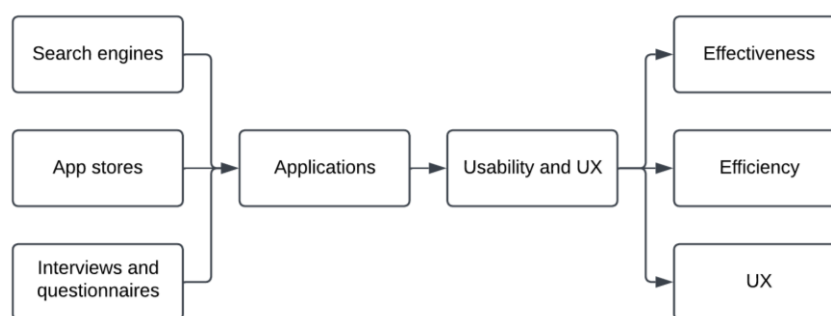 Search engines
App stores
Interviews and
questionnaires
Applications
Usability and UX
Effectiveness
Efficiency
UX